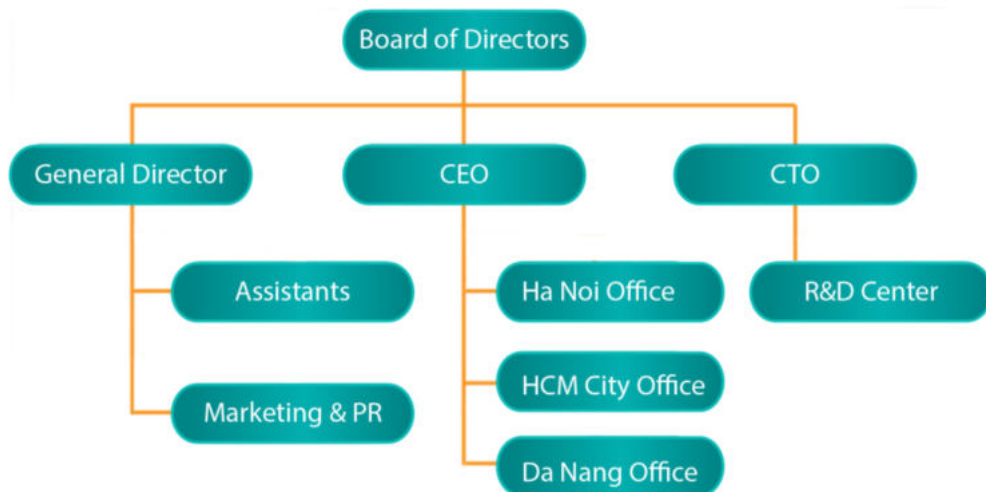 Board of Directors
General Director
CEO
CTO
Assistants
Ha Noi Office
R&D Center
Marketing & PR
HCM City Office
Da Nang Office